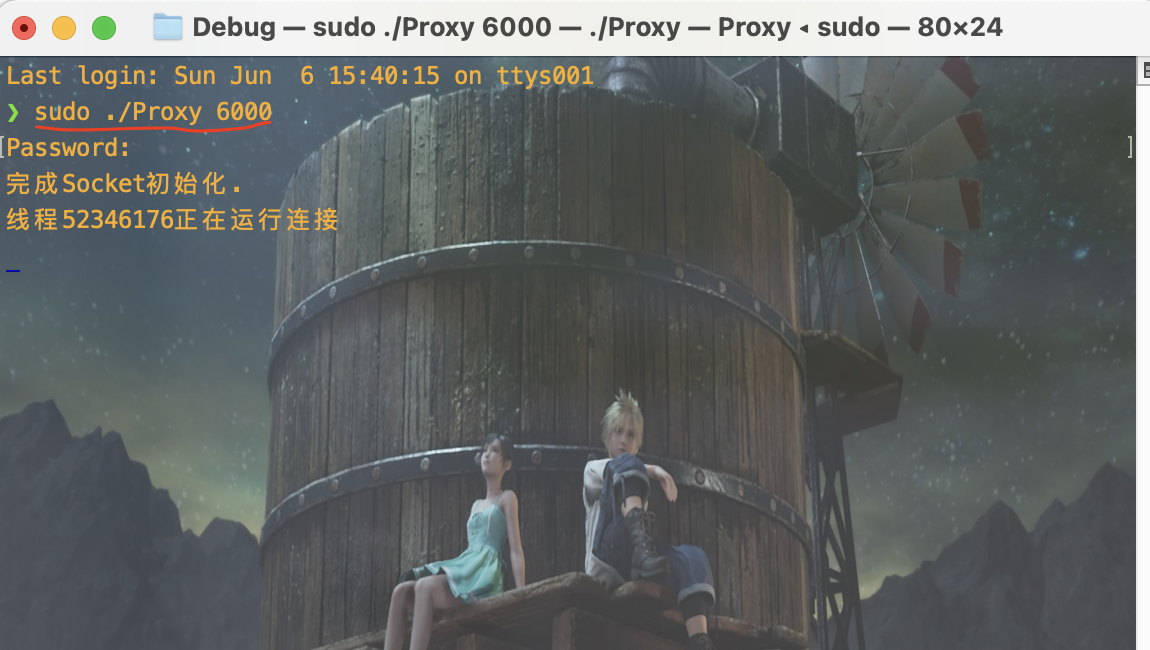 Debug — sudo ./Proxy 6000 — ./Proxy — Proxy ◂ sudo — 80×24
Last login: Sun Jun  6 15:40:15 on ttys001
❯ sudo ./Proxy 6000
[Password: ]
完成Socket初始化.
线程52346176正在运行连接